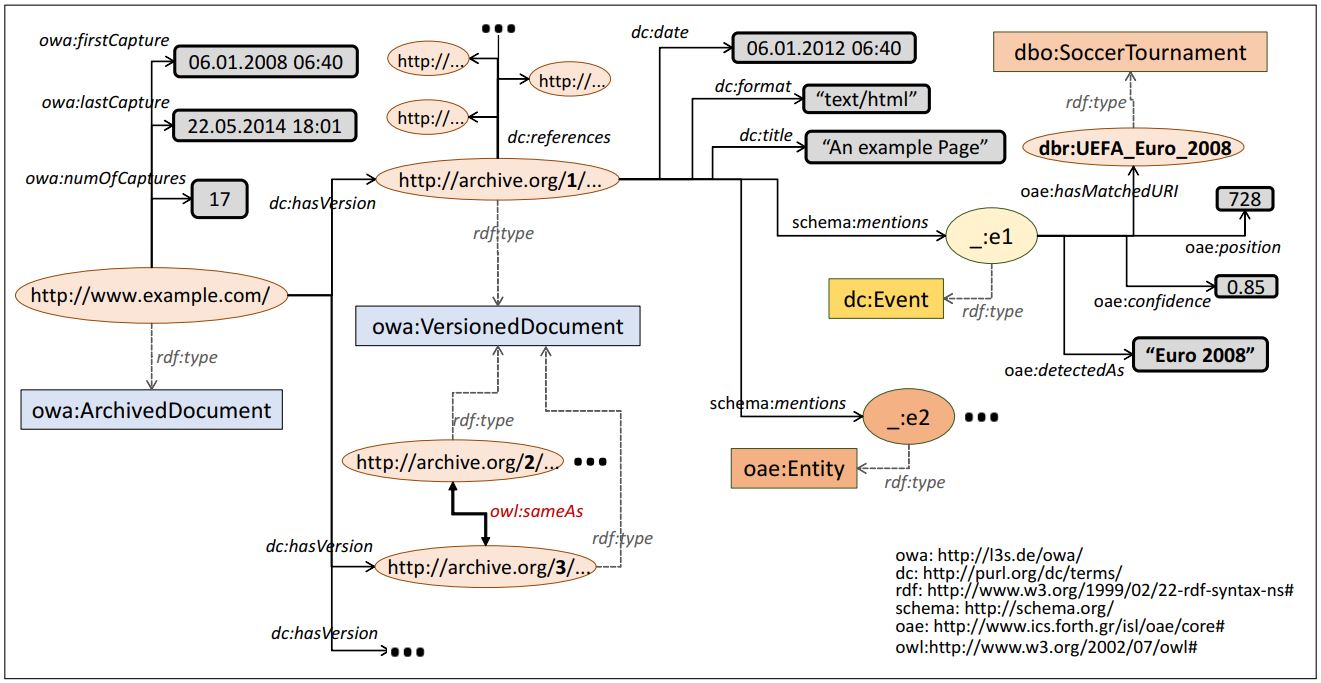 owa:firstCapture
06.01.2008 06:40
owa:lastCapture
22.05.2014 18:01
owa:numOfCaptures
17
http://www.example.com/
rdf:type
owa:ArchivedDocument
dc:hasVersion
http://...
http://...
http://...
dc:references
http://archive.org/1/...
rdf:type
owa:VersionedDocument
rdf:type
http://archive.org/2/...
owl:sameAs
rdf:type
dc:hasVersion
http://archive.org/3/...
dc:hasVersion
dc:date
06.01.2012 06:40
dc:format
“text/html”
dc:title
“An example Page”
schema:mentions
_:e1
dc:Event
rdf:type
schema:mentions
_:e2
oae:Entity
rdf:type
dbo:SoccerTournament
rdf:type
dbr:UEFA_Euro_2008
oae:hasMatchedURI
728
oae:position
0.85
oae:confidence
“Euro 2008”
oae:detectedAs
owa: http://l3s.de/owa/
dc: http://purl.org/dc/terms/
rdf: http://www.w3.org/1999/02/22-rdf-syntax-ns#
schema: http://schema.org/
oae: http://www.ics.forth.gr/isl/oae/core#
owl:http://www.w3.org/2002/07/owl#